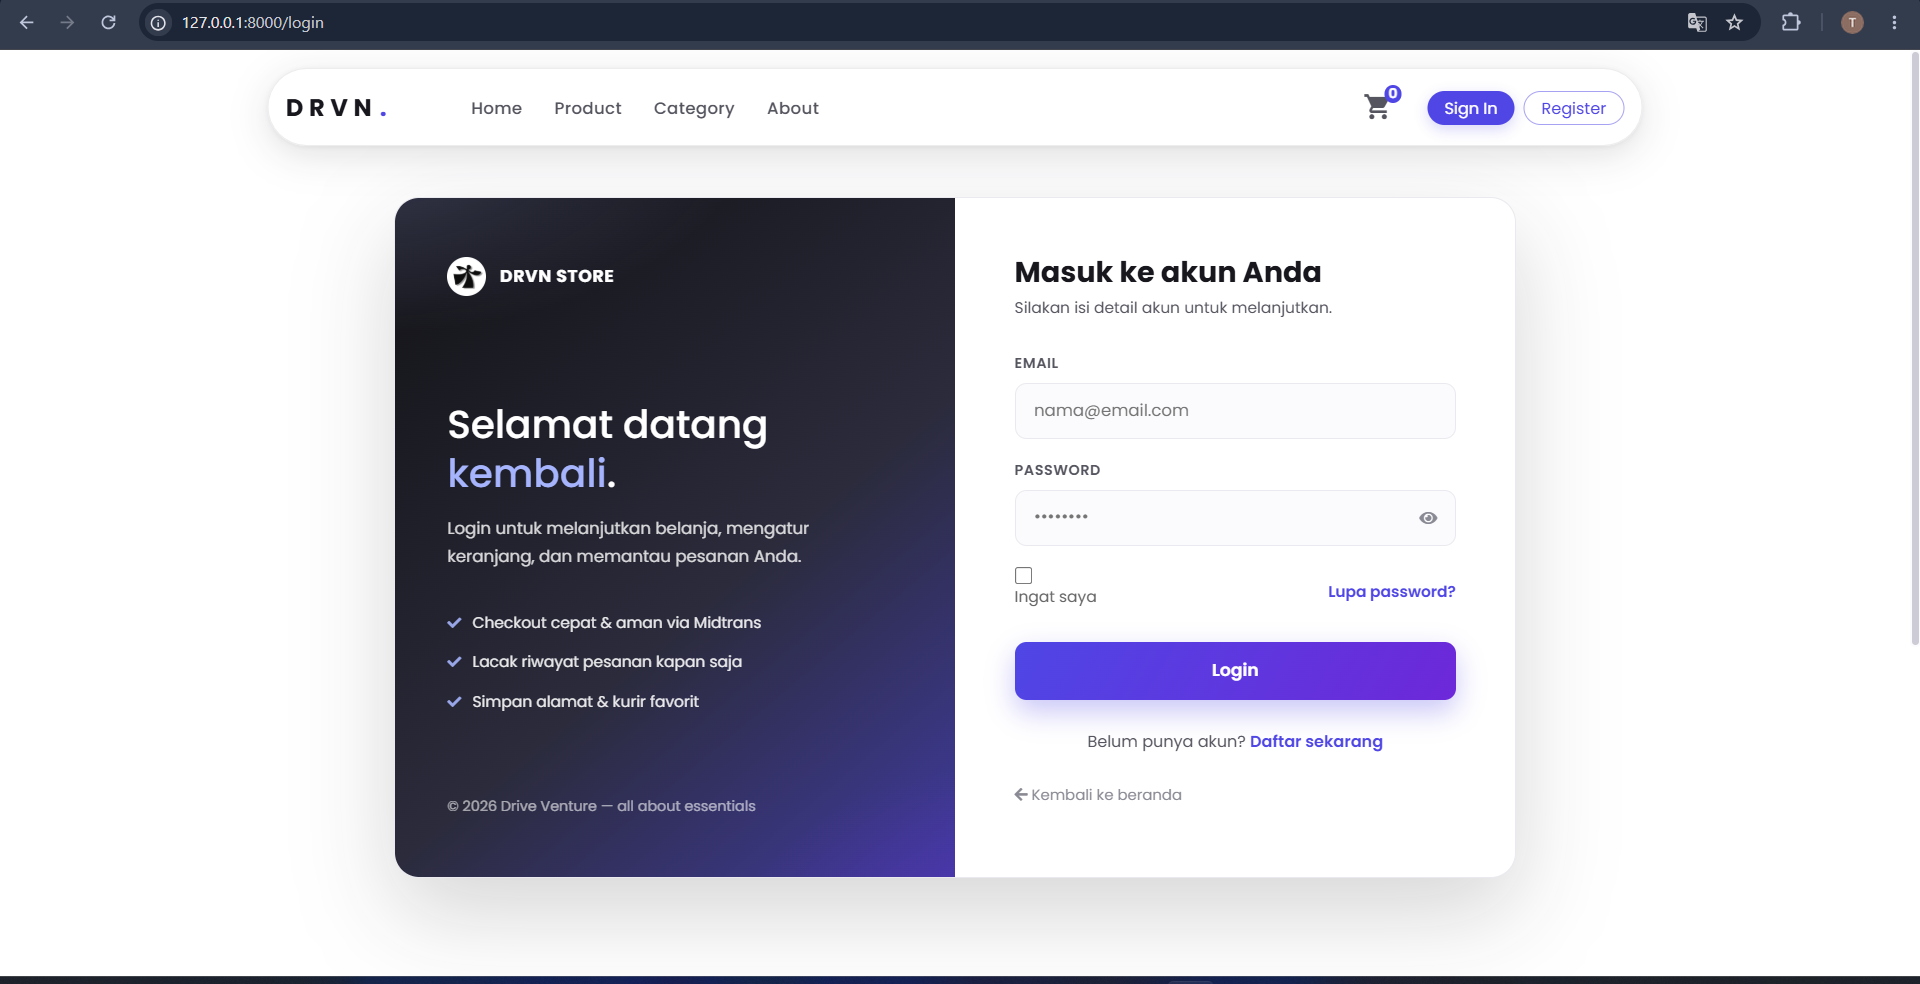 127.0.0.1:8000/login
DRVN.
Home Product Category About
0
Sign In Register
T
DRVN STORE
Selamat datang
kembali.
Login untuk melanjutkan belanja, mengatur
keranjang, dan memantau pesanan Anda.
Checkout cepat & aman via Midtrans
Lacak riwayat pesanan kapan saja
Simpan alamat & kurir favorit
© 2026 Drive Venture — all about essentials
Masuk ke akun Anda
Silakan isi detail akun untuk melanjutkan.
EMAIL
nama@email.com
PASSWORD
••••••••
Ingat saya
Lupa password?
Login
Belum punya akun? Daftar sekarang
Kembali ke beranda